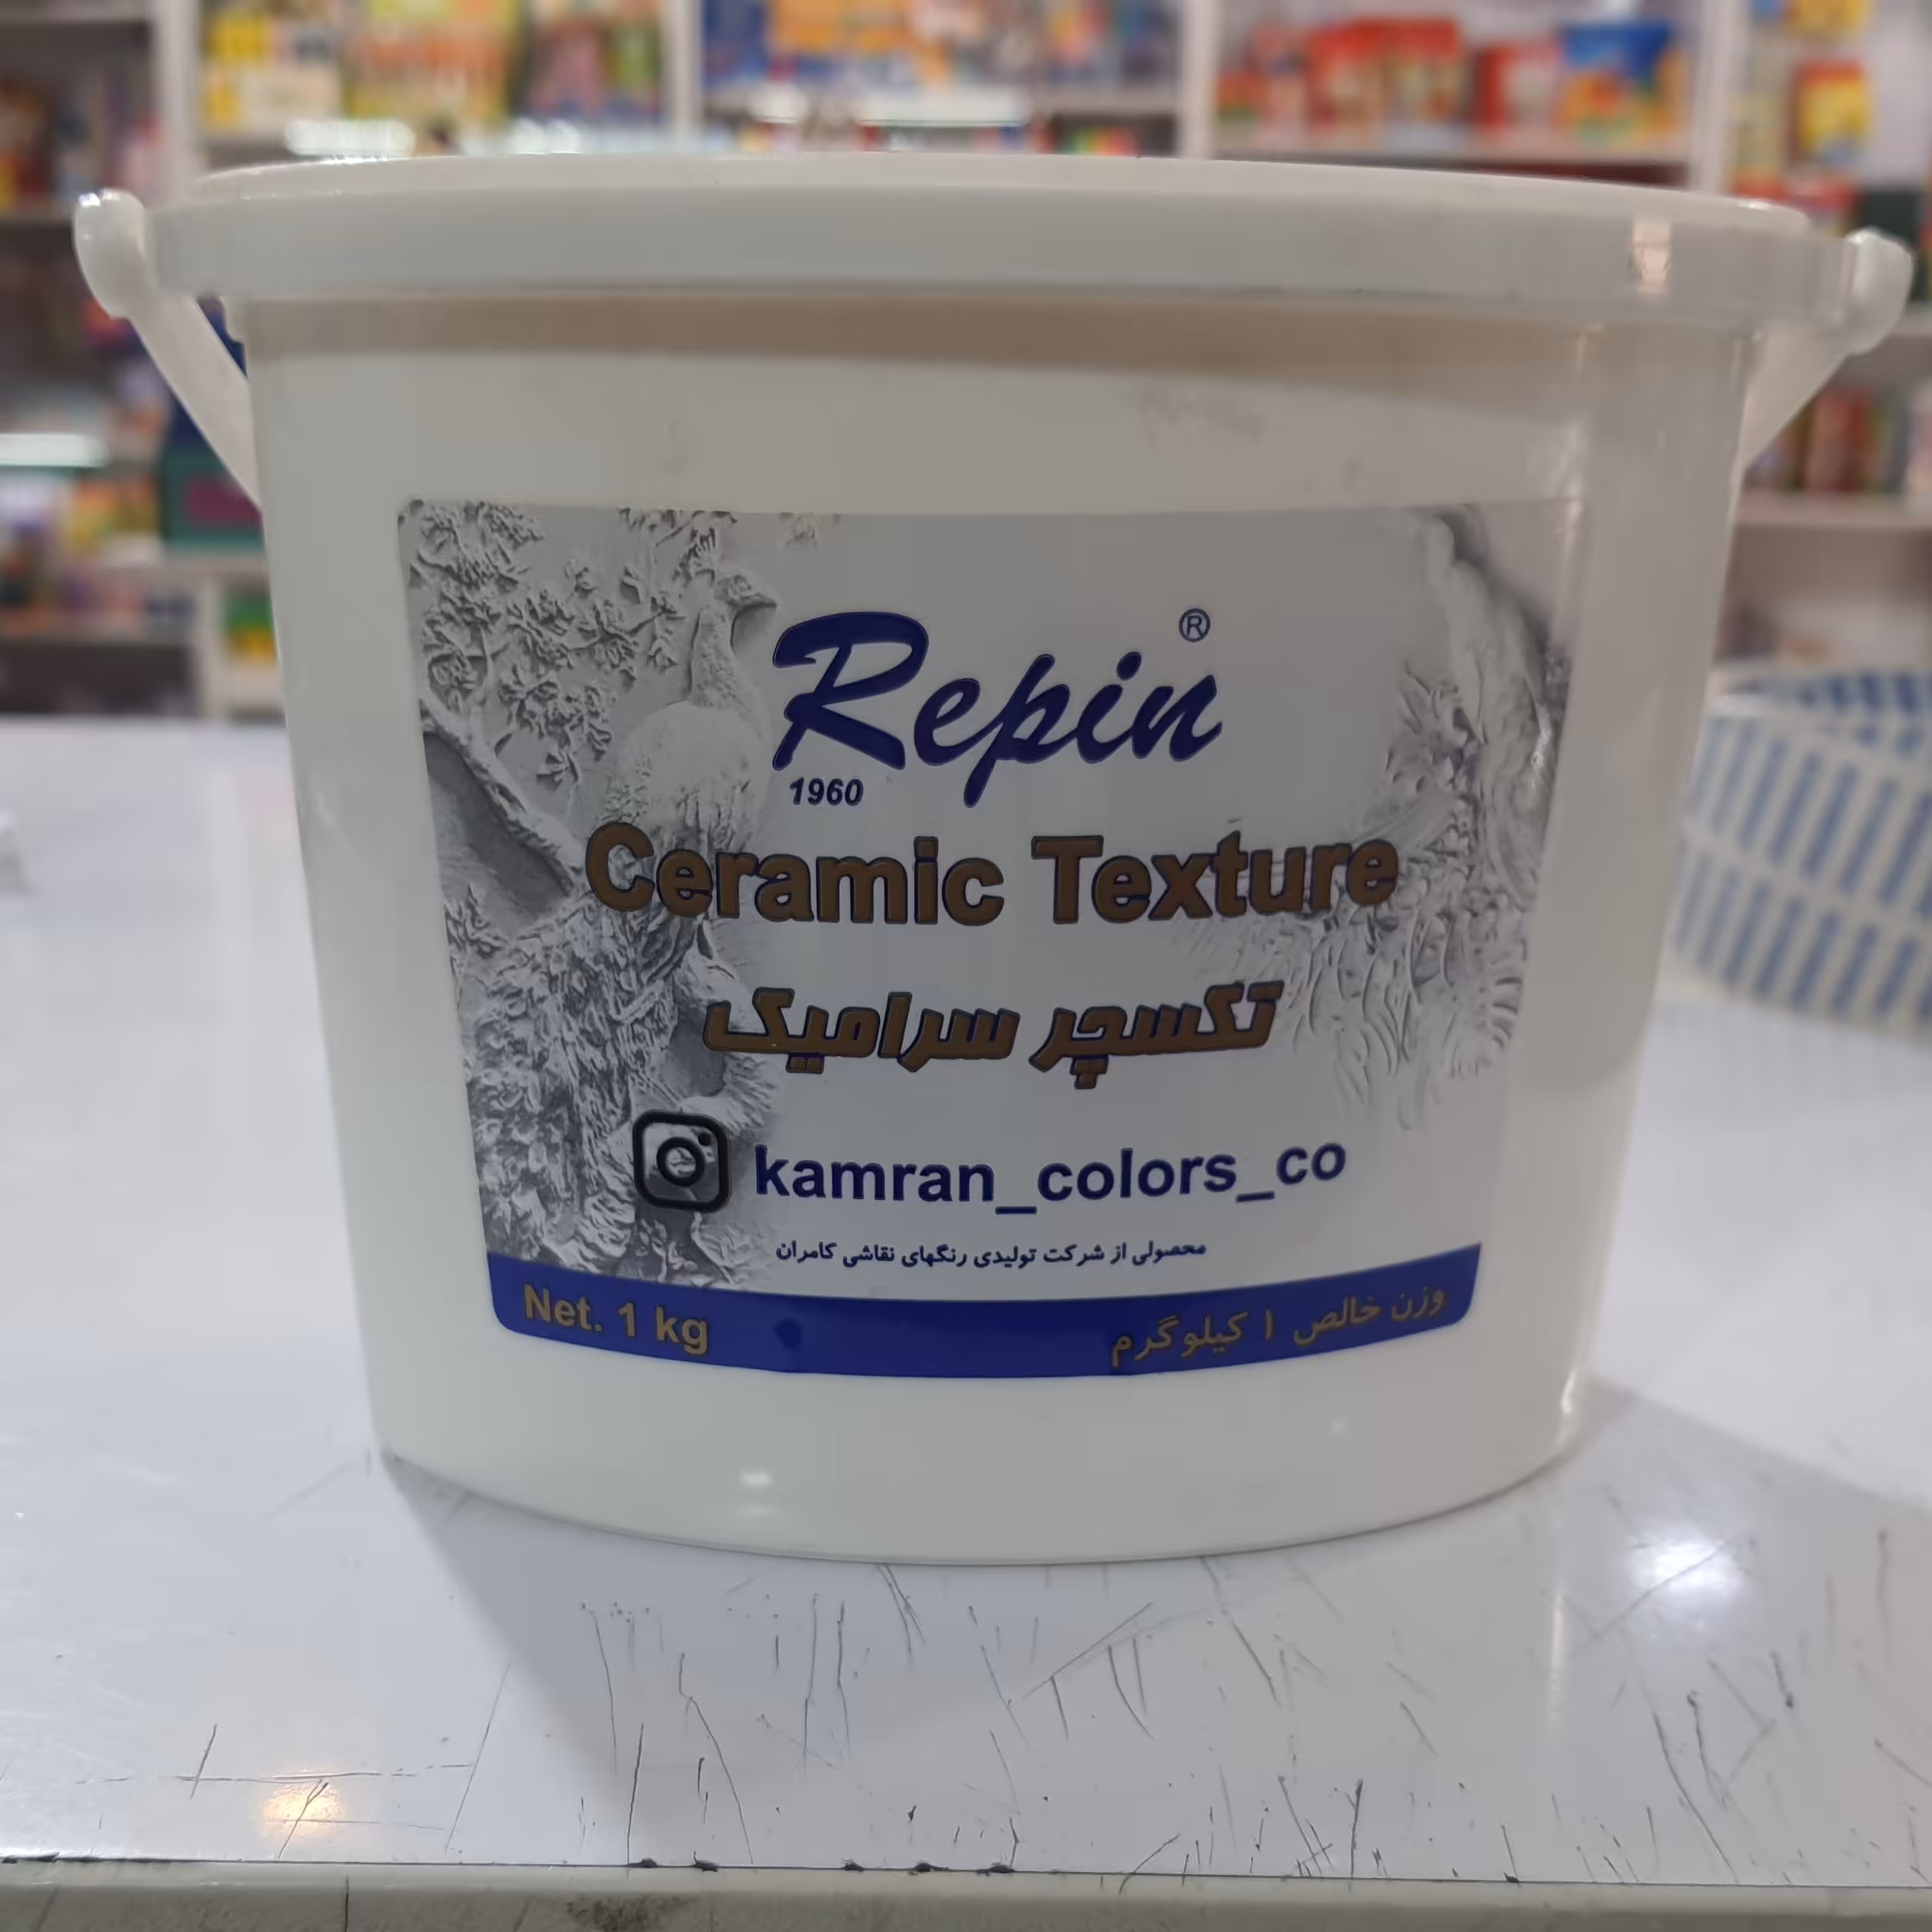 Repin®
1960
Ceramic Texture
تکسچر سرامیک
kamran_colors_co
محصولی از شرکت تولیدی رنگهای نقاشی کامران
Net. 1 kg
وزن خالص ۱ کیلوگرم